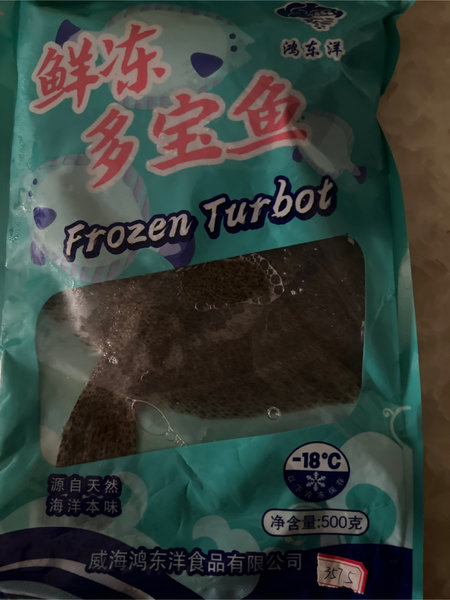 鸿东洋
鲜冻
多宝鱼
Frozen Turbot
-18℃
源自天然
海洋本味
净含量:500克
威海鸿东洋食品有限公司